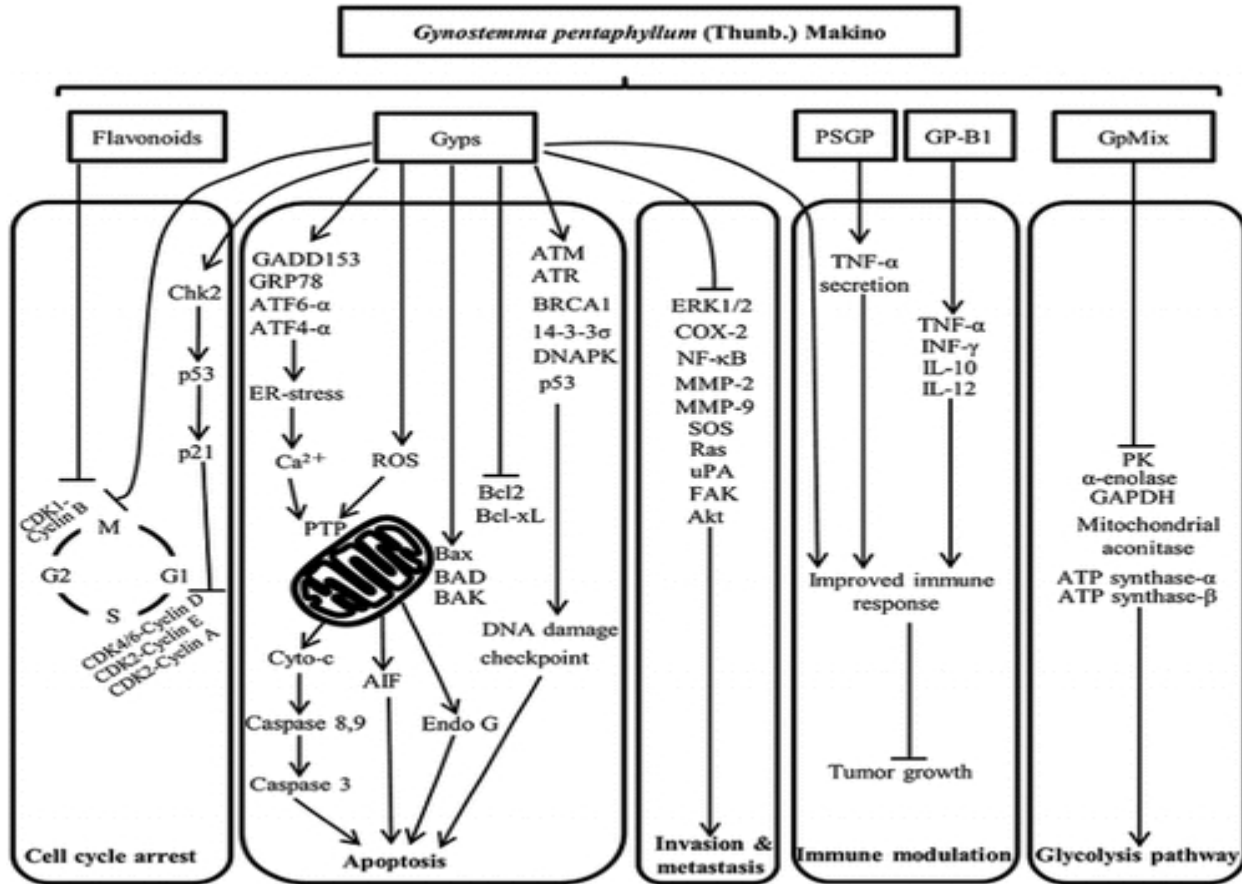 Gynostemma pentaphyllum (Thunb.) Makino
Flavonoids
Gyps
PSGP
GP-B1
GpMix
Chk2
p53
p21
CDK1-
Cyclin B
M
G2
G1
S
CDK4/6-Cyclin D
CDK2-Cyclin E
CDK2-Cyclin A
Cell cycle arrest
GADD153
GRP78
ATF6-α
ATF4-α
ER-stress
Ca²⁺
ROS
PTP
Bcl2
Bcl-xL
Bax
BAD
BAK
ATM
ATR
BRCA1
14-3-3σ
DNAPK
p53
DNA damage
checkpoint
Cyto-c
AIF
Endo G
Caspase 8,9
Caspase 3
Apoptosis
ERK1/2
COX-2
NF-κB
MMP-2
MMP-9
SOS
Ras
uPA
FAK
Akt
Invasion &
metastasis
TNF-α
secretion
TNF-α
INF-γ
IL-10
IL-12
Improved immune
response
Tumor growth
Immune modulation
PK
α-enolase
GAPDH
Mitochondrial
aconitase
ATP synthase-α
ATP synthase-β
Glycolysis pathway